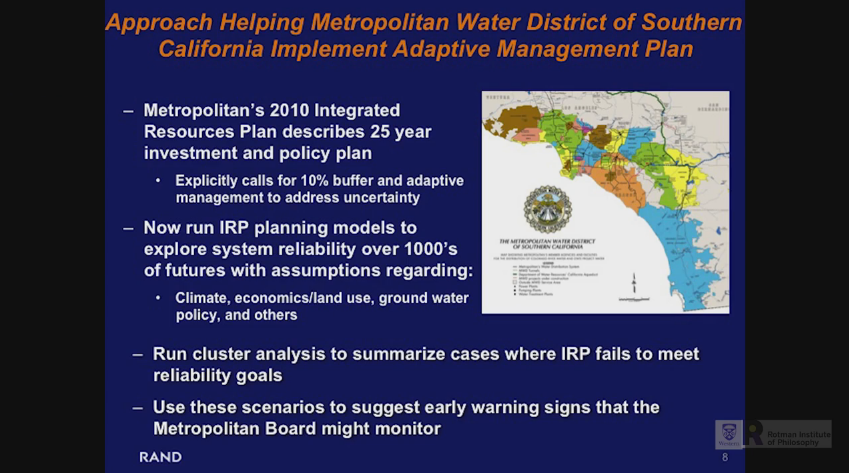 Approach Helping Metropolitan Water District of Southern
California Implement Adaptive Management Plan
– Metropolitan's 2010 Integrated
Resources Plan describes 25 year
investment and policy plan
• Explicitly calls for 10% buffer and adaptive
management to address uncertainty
– Now run IRP planning models to
explore system reliability over 1000's
of futures with assumptions regarding:
• Climate, economics/land use, ground water
policy, and others
THE METROPOLITAN WATER DISTRICT
OF SOUTHERN CALIFORNIA
– Run cluster analysis to summarize cases where IRP fails to meet
reliability goals
– Use these scenarios to suggest early warning signs that the
Metropolitan Board might monitor
RAND
8
Rotman Institute
of Philosophy